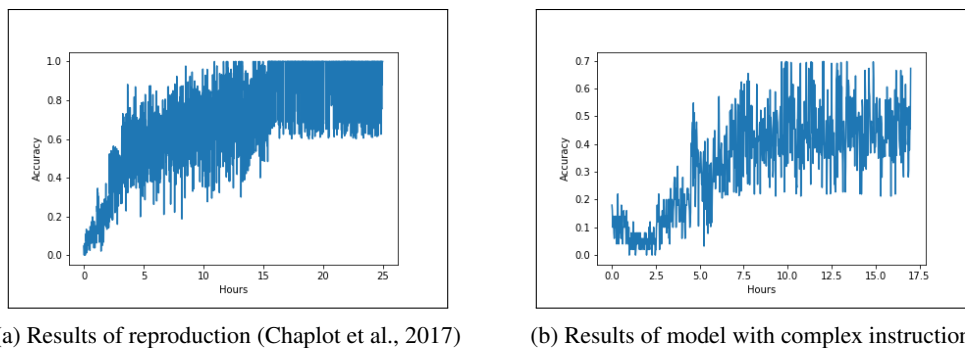 1.0
0.8
0.6
0.4
0.2
0.0
Accuracy
0 5 10 15 20 25
Hours
0.7
0.6
0.5
0.4
0.3
0.2
0.1
0.0
Accuracy
0.0 2.5 5.0 7.5 10.0 12.5 15.0 17.5
Hours
a) Results of reproduction (Chaplot et al., 2017)
(b) Results of model with complex instruction